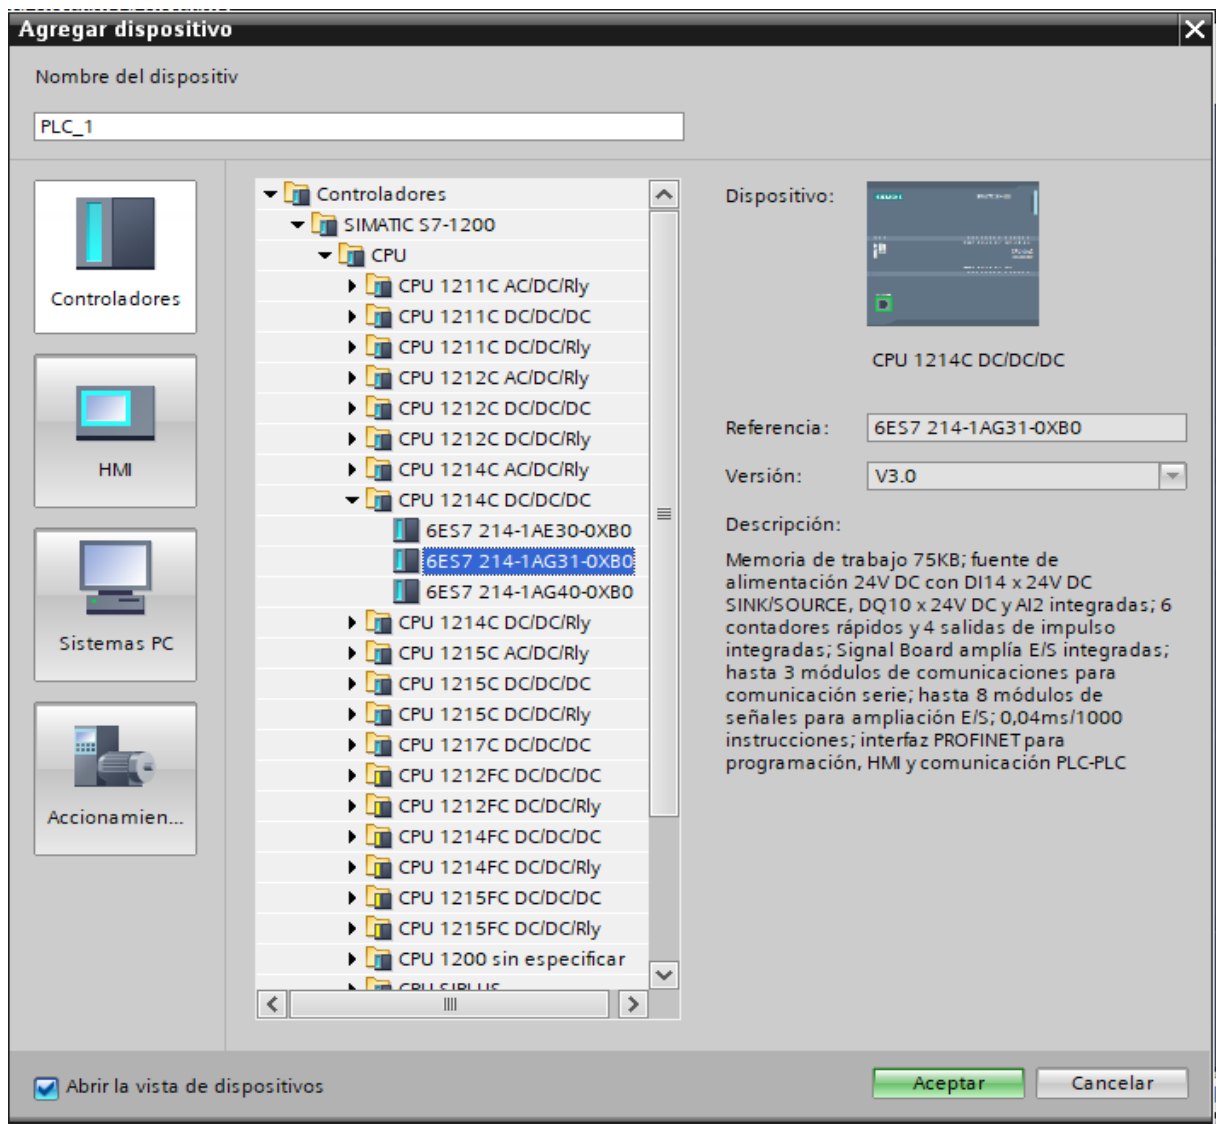 Agregar dispositivo
Nombre del dispositiv
PLC_1
Controladores
HMI
Sistemas PC
Accionamien...
Controladores
SIMATIC S7-1200
CPU
CPU 1211C AC/DC/Rly
CPU 1211C DC/DC/DC
CPU 1211C DC/DC/Rly
CPU 1212C AC/DC/Rly
CPU 1212C DC/DC/DC
CPU 1212C DC/DC/Rly
CPU 1214C AC/DC/Rly
CPU 1214C DC/DC/DC
6ES7 214-1AE30-0XB0
6ES7 214-1AG31-0XB0
6ES7 214-1AG40-0XB0
CPU 1214C DC/DC/Rly
CPU 1215C AC/DC/Rly
CPU 1215C DC/DC/DC
CPU 1215C DC/DC/Rly
CPU 1217C DC/DC/DC
CPU 1212FC DC/DC/DC
CPU 1212FC DC/DC/Rly
CPU 1214FC DC/DC/DC
CPU 1214FC DC/DC/Rly
CPU 1215FC DC/DC/DC
CPU 1215FC DC/DC/Rly
CPU 1200 sin especificar
CPU SIPLUS
Dispositivo:
CPU 1214C DC/DC/DC
Referencia:
6ES7 214-1AG31-0XB0
Versión:
V3.0
Descripción:
Memoria de trabajo 75KB; fuente de
alimentación 24V DC con DI14 x 24V DC
SINK/SOURCE, DQ10 x 24V DC y AI2 integradas; 6
contadores rápidos y 4 salidas de impulso
integradas; Signal Board amplía E/S integradas;
hasta 3 módulos de comunicaciones para
comunicación serie; hasta 8 módulos de
señales para ampliación E/S; 0,04ms/1000
instrucciones; interfaz PROFINET para
programación, HMI y comunicación PLC-PLC
Abrir la vista de dispositivos
Aceptar
Cancelar